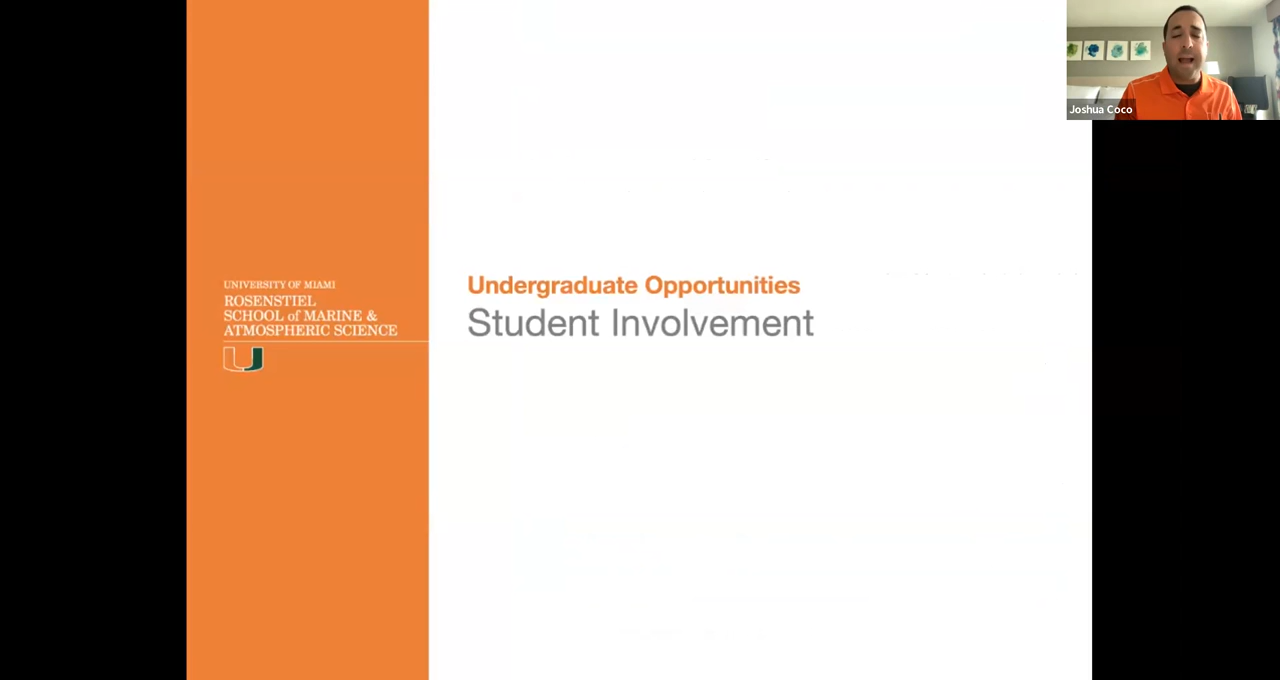 UNIVERSITY OF MIAMI
ROSENSTIEL
SCHOOL of MARINE &
ATMOSPHERIC SCIENCE
Undergraduate Opportunities
Student Involvement
Joshua Coco